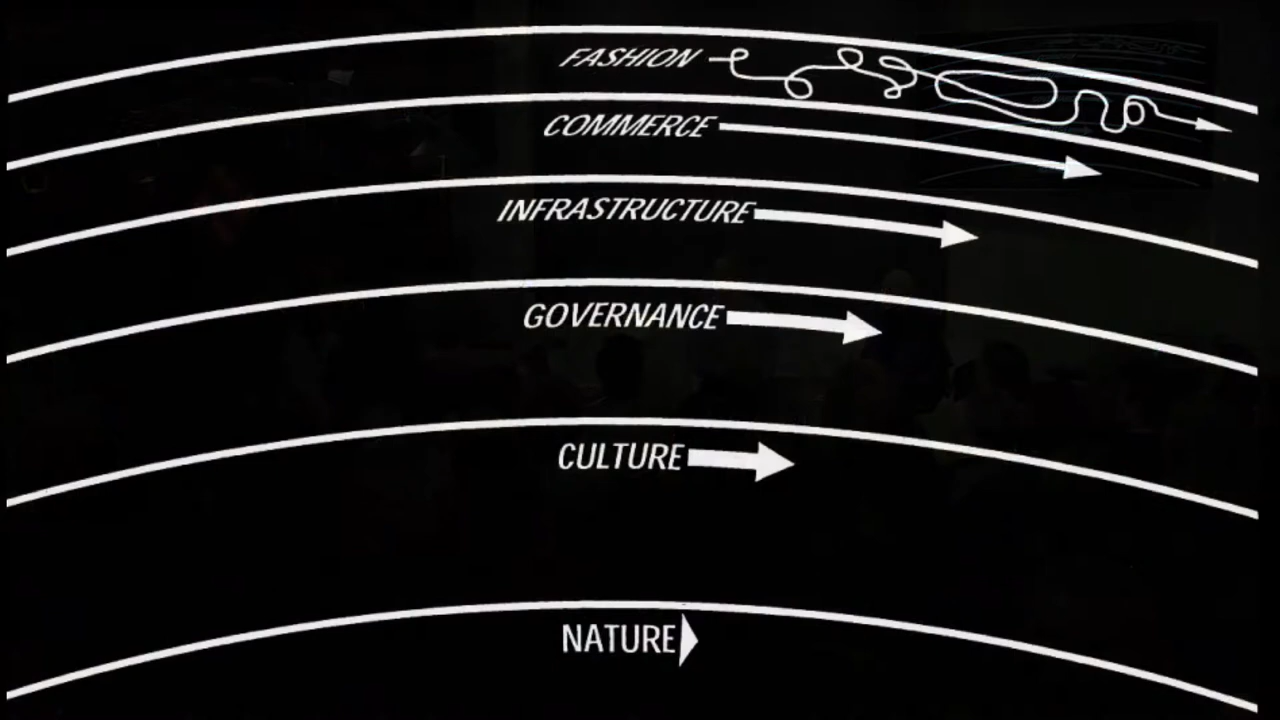 FASHION
COMMERCE
INFRASTRUCTURE
GOVERNANCE
CULTURE
NATURE